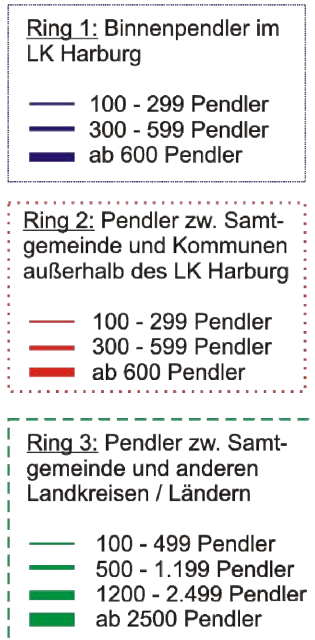 Ring 1: Binnenpendler im
LK Harburg
100 - 299 Pendler
300 - 599 Pendler
ab 600 Pendler
Ring 2: Pendler zw. Samt-
gemeinde und Kommunen
außerhalb des LK Harburg
100 - 299 Pendler
300 - 599 Pendler
ab 600 Pendler
Ring 3: Pendler zw. Samt-
gemeinde und anderen
Landkreisen / Ländern
100 - 499 Pendler
500 - 1.199 Pendler
1200 - 2.499 Pendler
ab 2500 Pendler